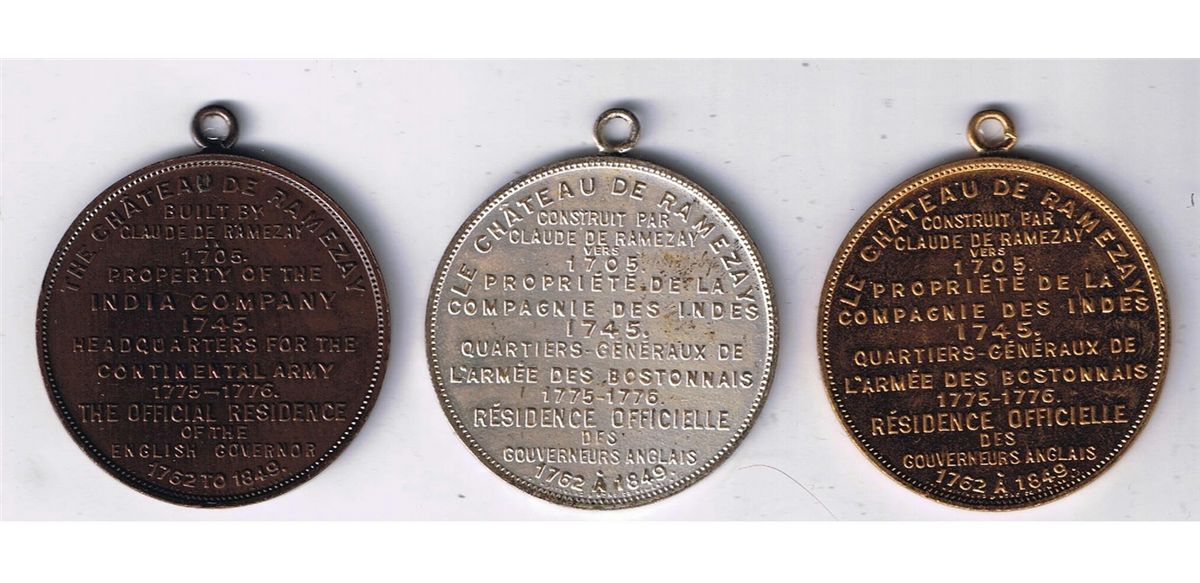 THE CHATEAU DE RAMEZAY
BUILT BY
CLAUDE DE RAMEZAY
IN
1705.
PROPERTY OF THE
INDIA COMPANY
1745.
HEADQUARTERS FOR THE
CONTINENTAL ARMY
1775-1776.
THE OFFICIAL RESIDENCE
OF THE
ENGLISH GOVERNOR
1762 TO 1849.
LE CHÂTEAU DE RAMEZAY
CONSTRUIT PAR
CLAUDE DE RAMEZAY
VERS
1705.
PROPRIÉTÉ DE LA
COMPAGNIE DES INDES
1745.
QUARTIERS-GÉNÉRAUX DE
L'ARMÉE DES BOSTONNAIS
1775-1776.
RÉSIDENCE OFFICIELLE
DES
GOUVERNEURS ANGLAIS
1762 À 1849.
LE CHÂTEAU DE RAMEZAY
CONSTRUIT PAR
CLAUDE DE RAMEZAY
VERS
1705.
PROPRIÉTÉ DE LA
COMPAGNIE DES INDES
1745.
QUARTIERS-GÉNÉRAUX DE
L'ARMÉE DES BOSTONNAIS
1775-1776.
RÉSIDENCE OFFICIELLE
DES
GOUVERNEURS ANGLAIS
1762 À 1849.